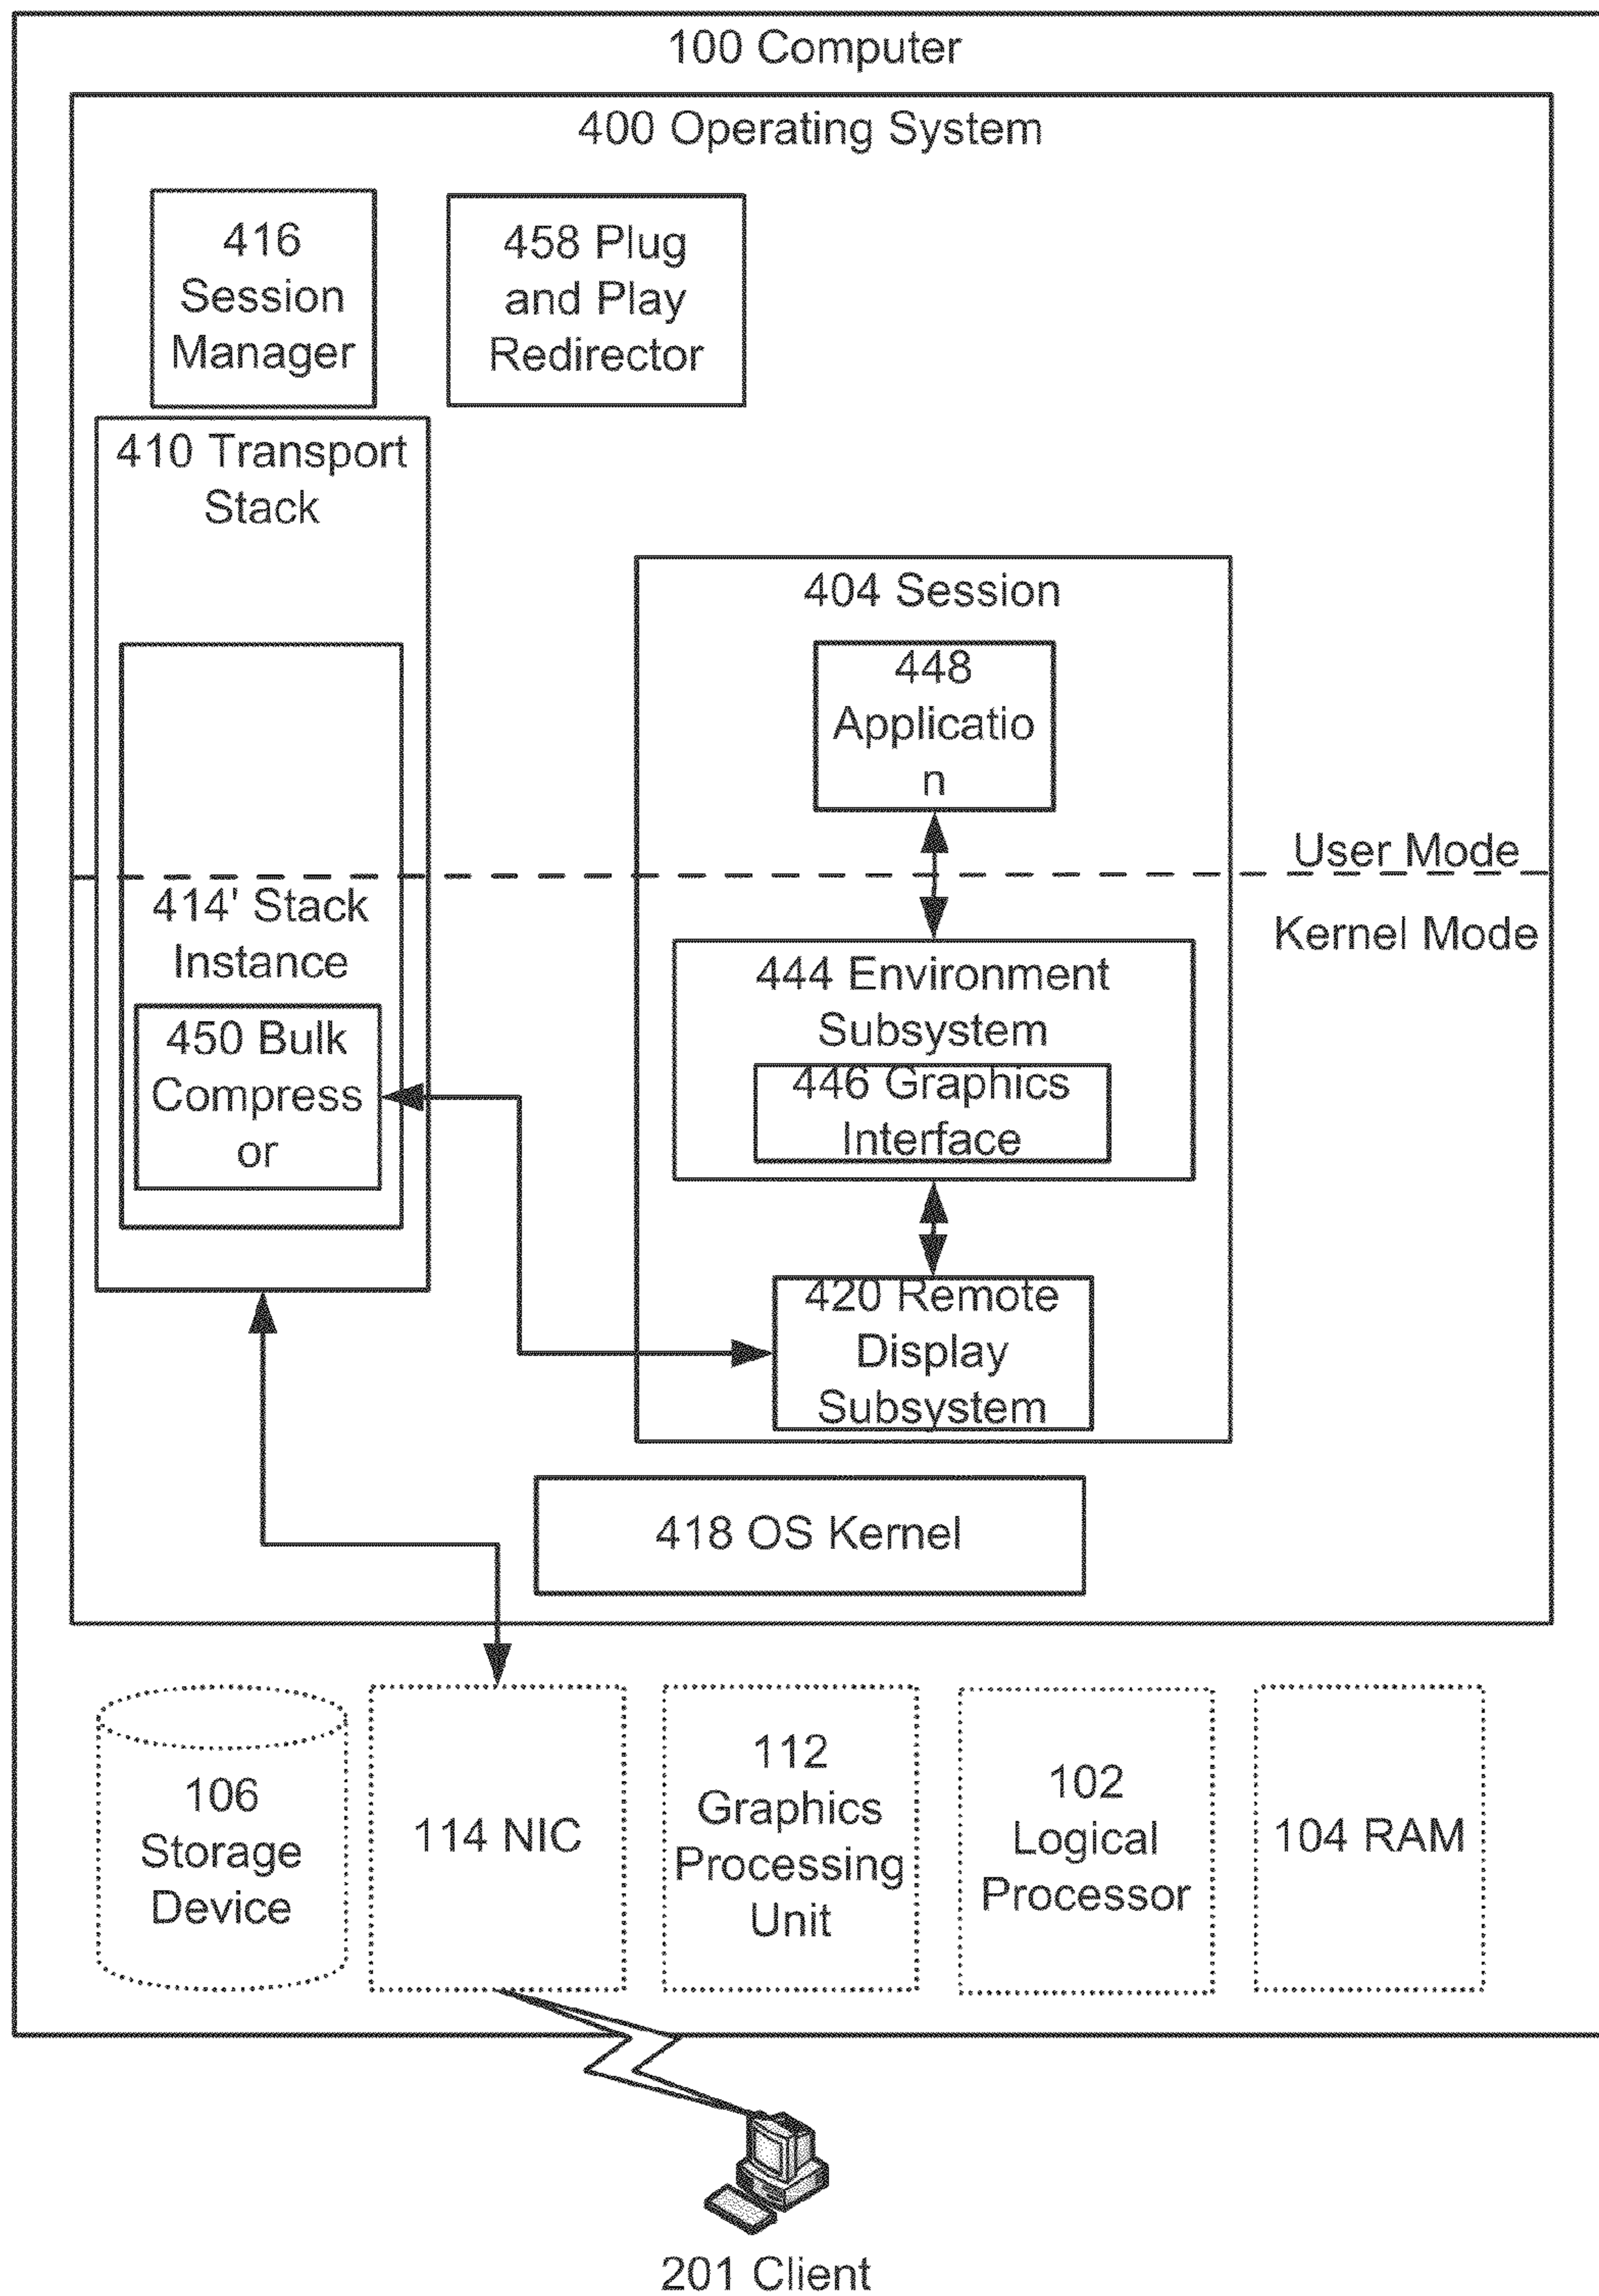 100 Computer
400 Operating System
416
Session
Manager
458 Plug
and Play
Redirector
410 Transport
Stack
404 Session
448
Applicatio
n
User Mode
Kernel Mode
414' Stack
Instance
450 Bulk
Compress
or
444 Environment
Subsystem
446 Graphics
Interface
420 Remote
Display
Subsystem
418 OS Kernel
106
Storage
Device
114 NIC
112
Graphics
Processing
Unit
102
Logical
Processor
104 RAM
201 Client